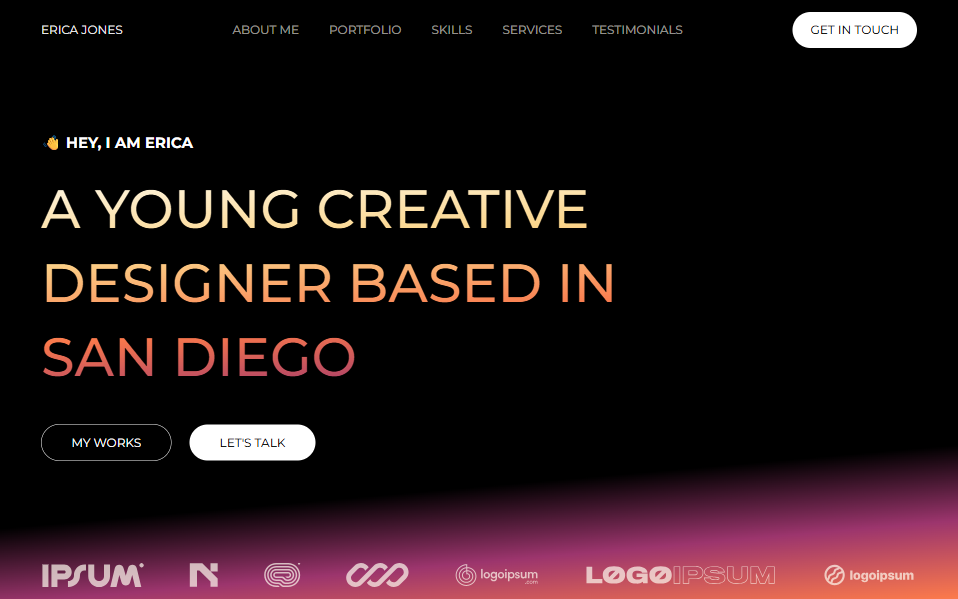 ERICA JONES
ABOUT ME
PORTFOLIO
SKILLS
SERVICES
TESTIMONIALS
GET IN TOUCH
👋 HEY, I AM ERICA
A YOUNG CREATIVE
DESIGNER BASED IN
SAN DIEGO
MY WORKS
LET'S TALK
IPSUM
N
logoipsum
.com
LOGOIPSUM
logoipsum